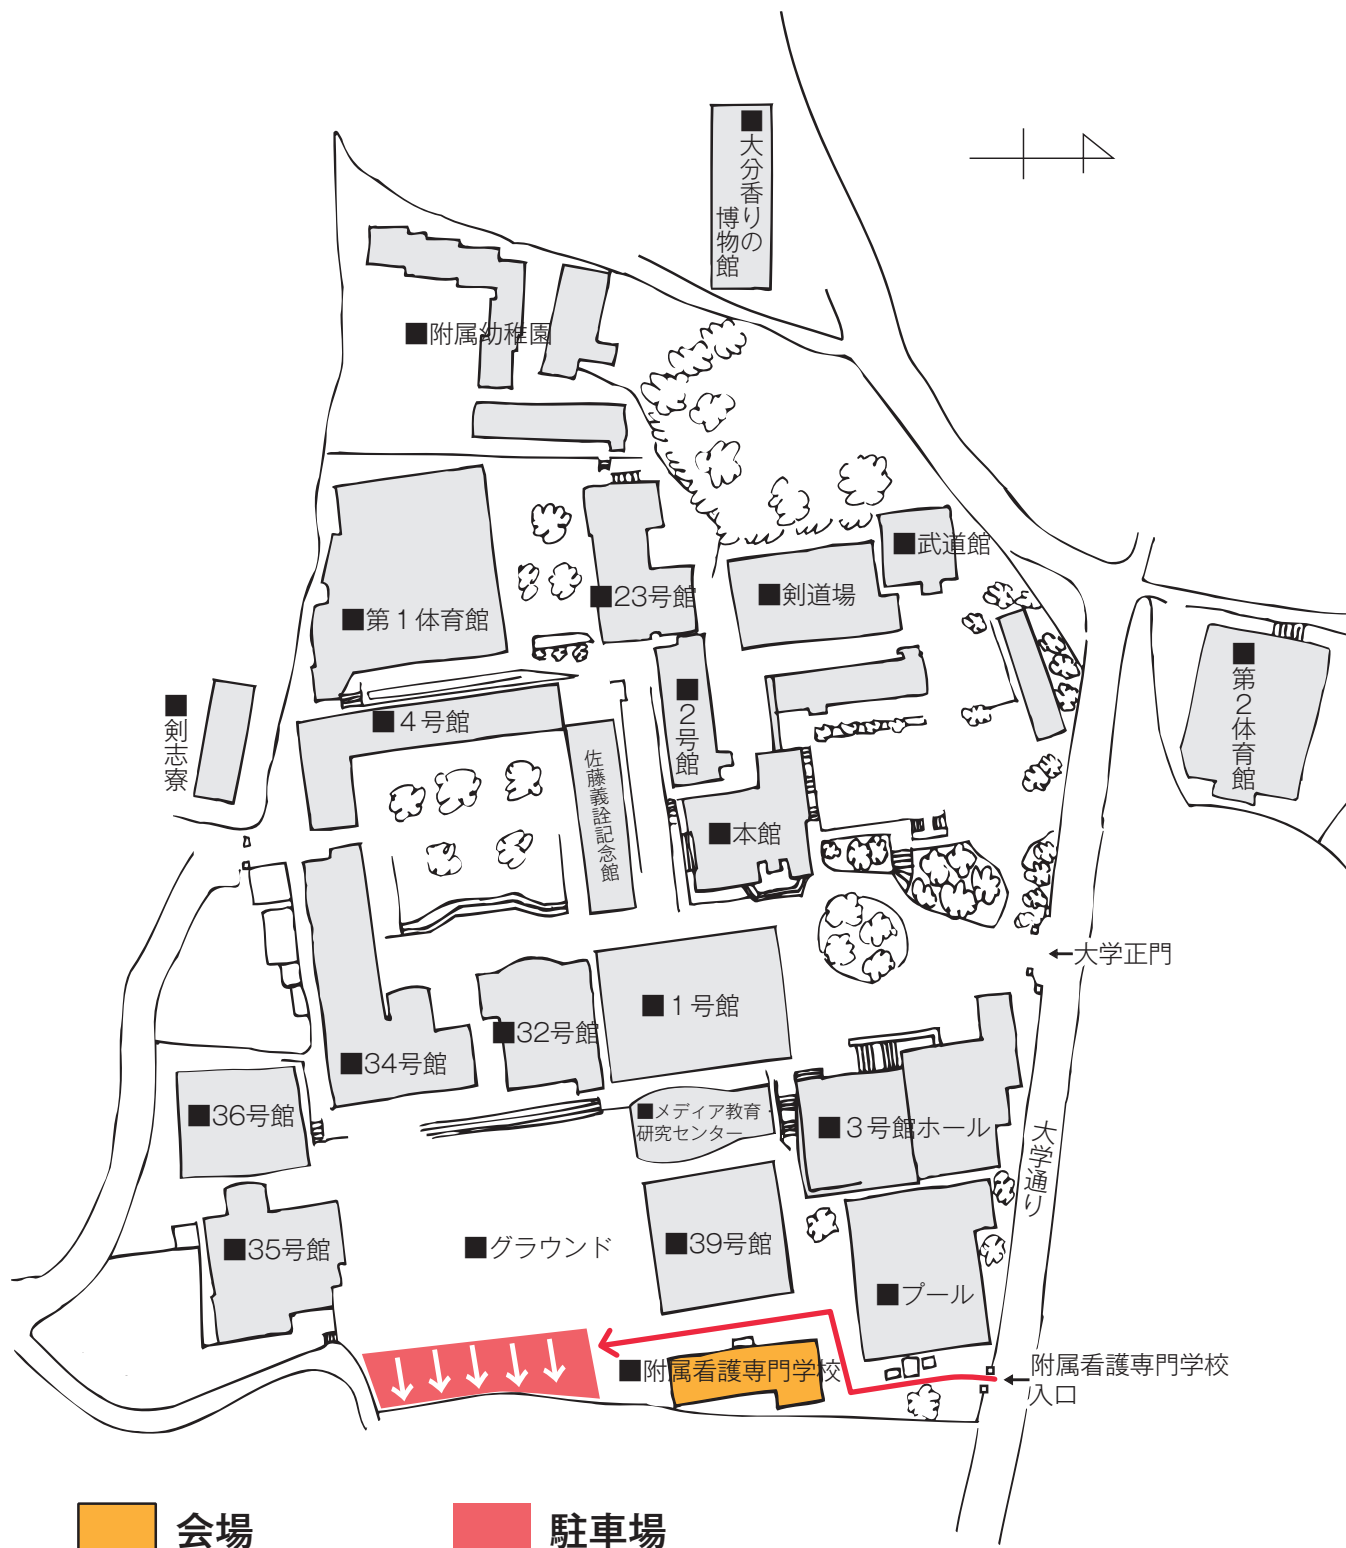 ■大分香りの
博物館
■附属幼稚園
■武道館
■23号館
■剣道場
■第１体育館
■第２体育館
■２号館
■４号館
■剣志寮
佐藤義詮記念館
■本館
←大学正門
■１号館
■32号館
■34号館
■36号館
■メディア教育・
研究センター
■３号館ホール
大学通り
■35号館
■グラウンド
■39号館
■プール
■附属看護専門学校
←附属看護専門学校
入口
会場
駐車場